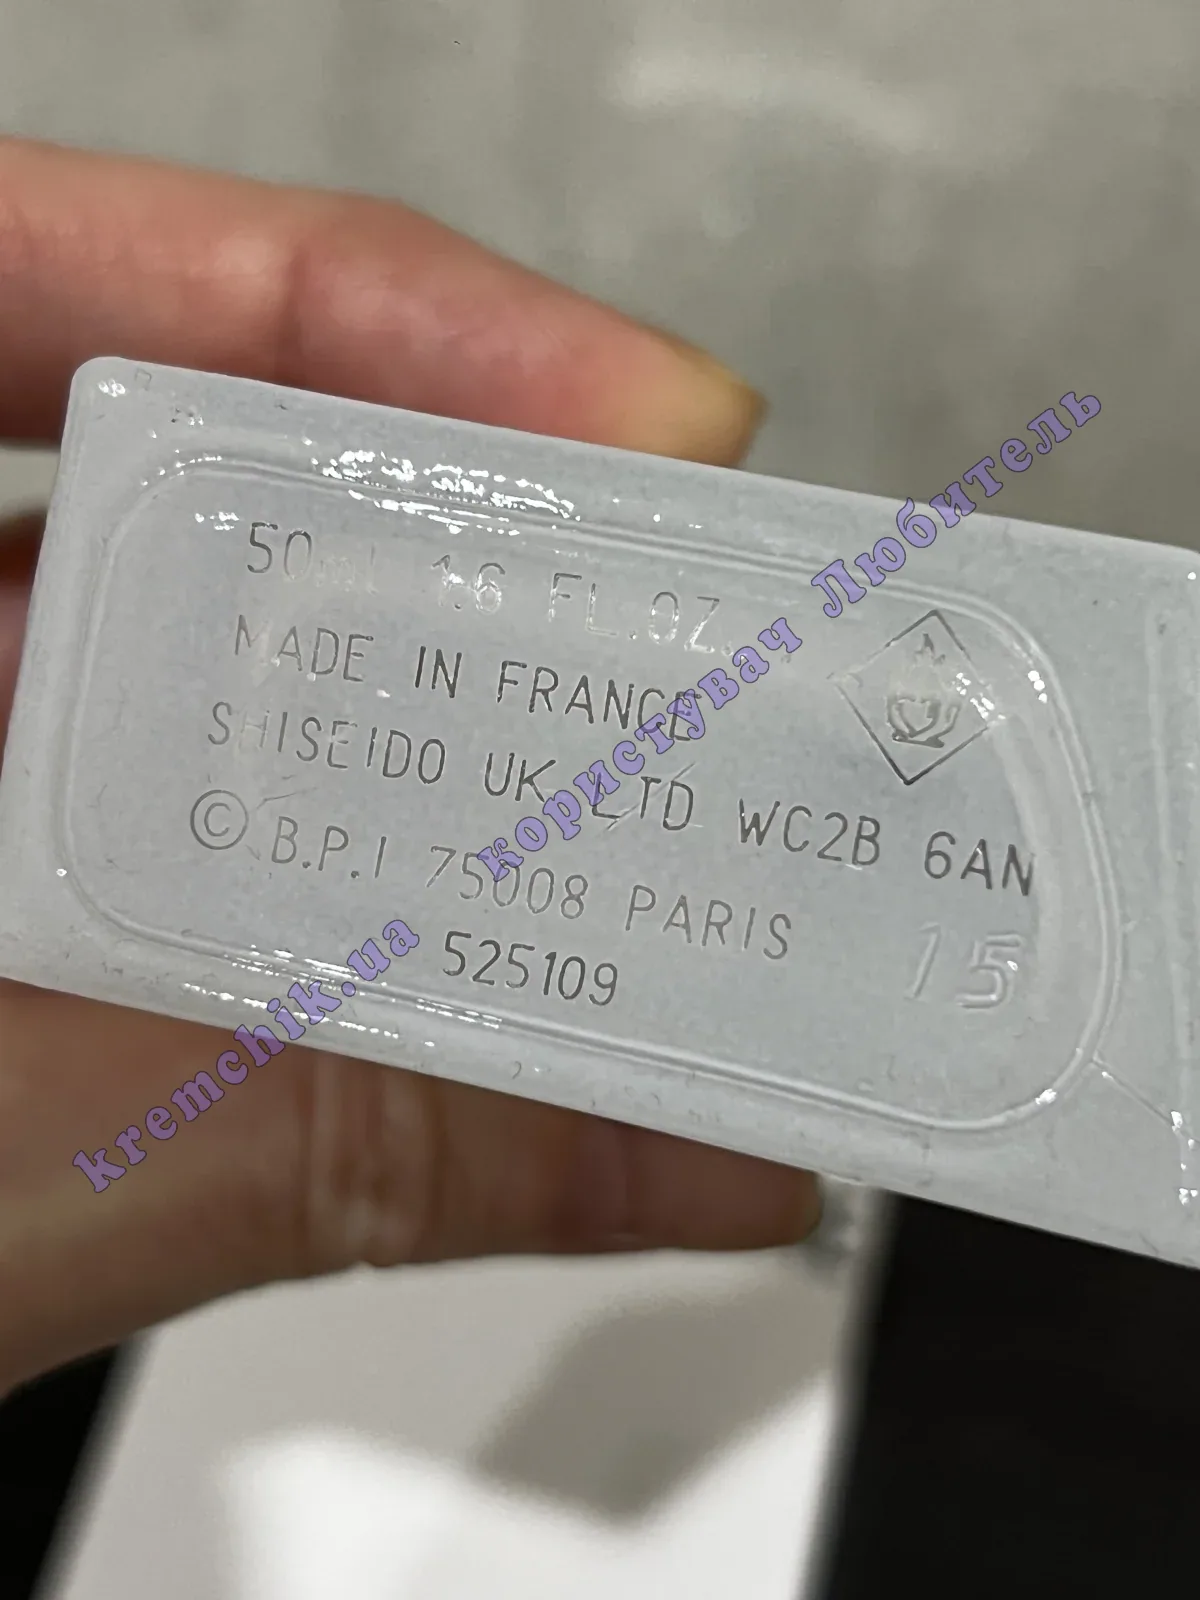 50ml 1.6 FL.OZ.
MADE IN FRANCE
SHISEIDO UK LTD WC2B 6AN
© B.P.I 75008 PARIS
525109
15
kremchik.ua користувач Любитель